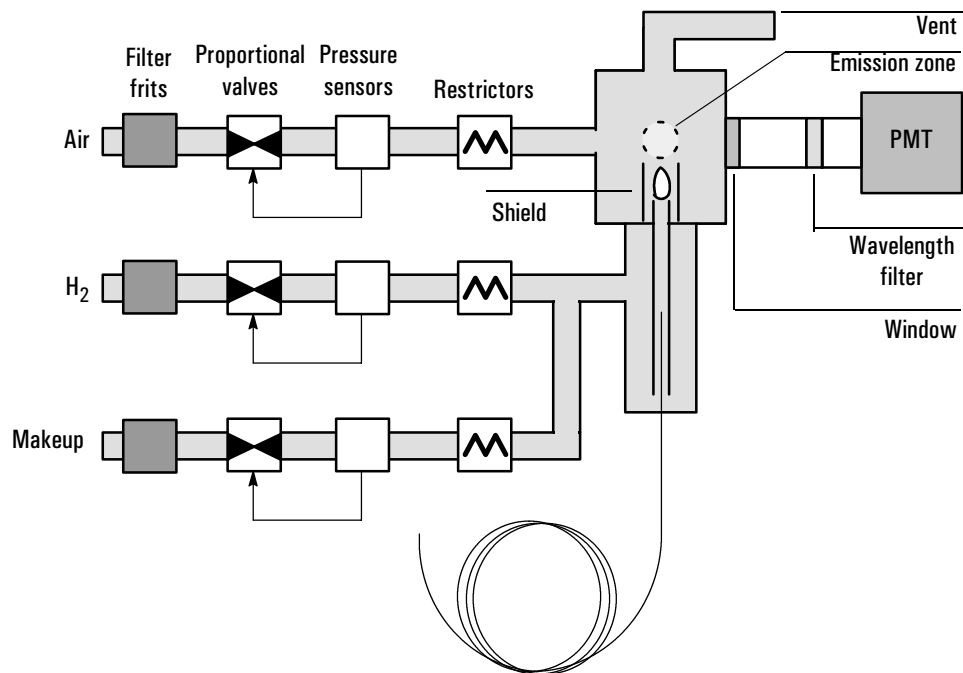 Vent
Filter
frits
Proportional
valves
Pressure
sensors
Restrictors
Emission zone
Air
PMT
Shield
Wavelength
filter
H2
Window
Makeup